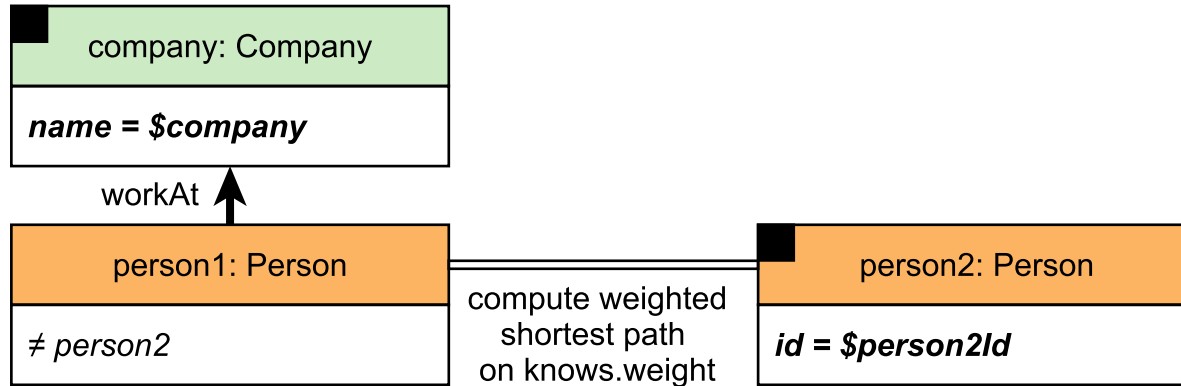 company: Company
name = $company
workAt
person1: Person
person2: Person
compute weighted
shortest path
on knows.weight
≠ person2
id = $person2Id